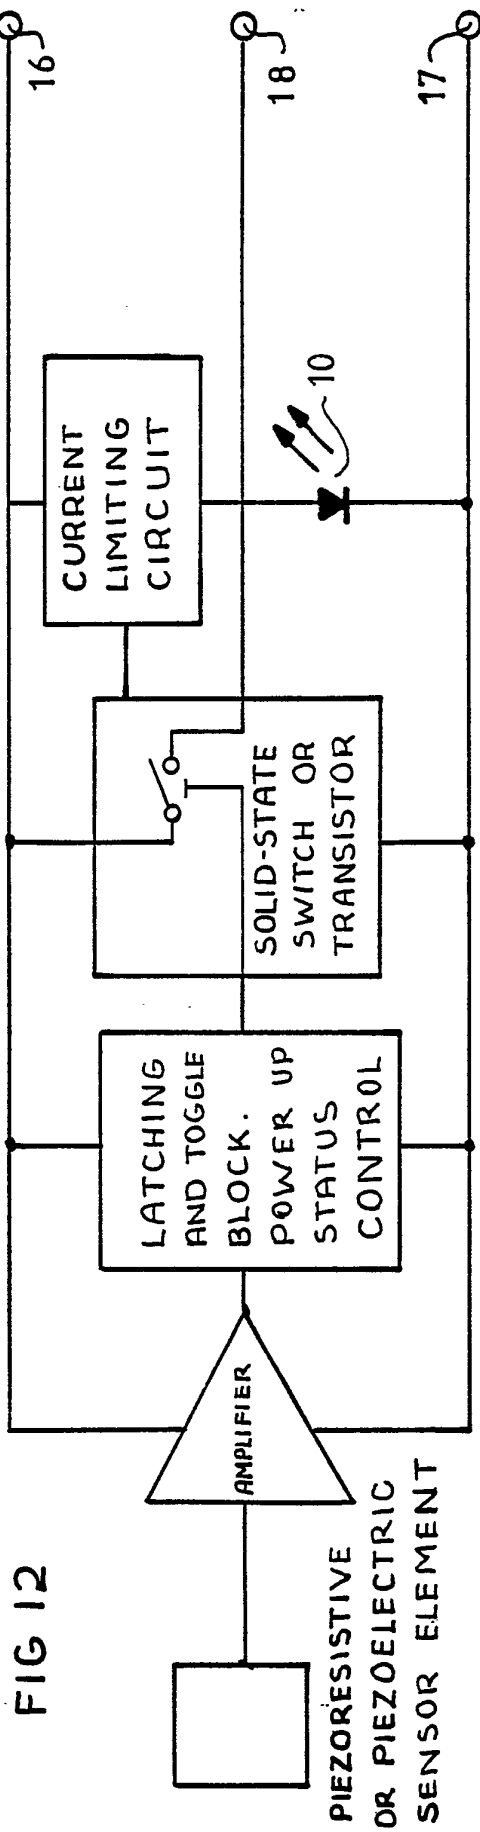 FIG 12
PIEZORESISTIVE
OR PIEZOELECTRIC
SENSOR ELEMENT
AMPLIFIER
LATCHING
AND TOGGLE
BLOCK.
POWER UP
STATUS
CONTROL
SOLID-STATE
SWITCH OR
TRANSISTOR
CURRENT
LIMITING
CIRCUIT
10
16
18
17